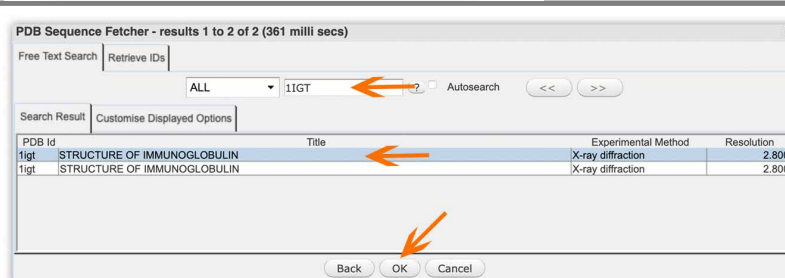 PDB Sequence Fetcher - results 1 to 2 of 2 (361 milli secs)
Free Text Search Retrieve IDs
ALL 1IGT ? Autosearch << >>
Search Result Customise Displayed Options
PDB Id Title Experimental Method Resolution
1igt STRUCTURE OF IMMUNOGLOBULIN X-ray diffraction 2.800
1igt STRUCTURE OF IMMUNOGLOBULIN X-ray diffraction 2.800
Back OK Cancel